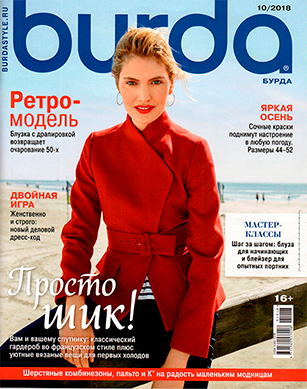 BURDASTYLE.RU
10/2018
burda
БУРДА
Ретро-
модель
Блузка с драпировкой
возвращает
очарование 50-х
ЯРКАЯ
ОСЕНЬ
Сочные краски
поднимут настроение
в любую погоду.
Размеры 44–52
ДВОЙНАЯ
ИГРА
Женственно
и строго:
новый деловой
дресс-код
МАСТЕР-
КЛАССЫ
Шаг за шагом: блуза
для начинающих
и блейзер для
опытных портних
Просто
шик!
16+
Вам и вашему спутнику: классический
гардероб во французском стиле плюс
уютные вязаные вещи для первых холодов
Шерстяные комбинезоны, пальто и К° на радость маленьким модницам